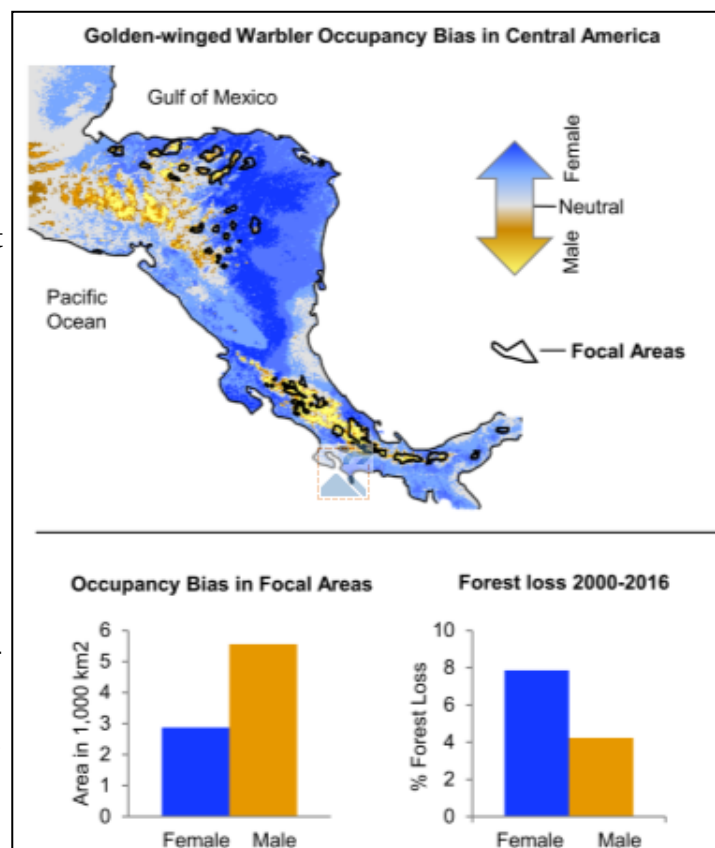 Golden-winged Warbler Occupancy Bias in Central America
Gulf of Mexico
Female
Neutral
Male
Pacific
Ocean
Focal Areas
Occupancy Bias in Focal Areas
Forest loss 2000-2016
Area in 1,000 km2
6
5
4
3
2
1
0
Female Male
% Forest Loss
10
8
6
4
2
0
Female Male